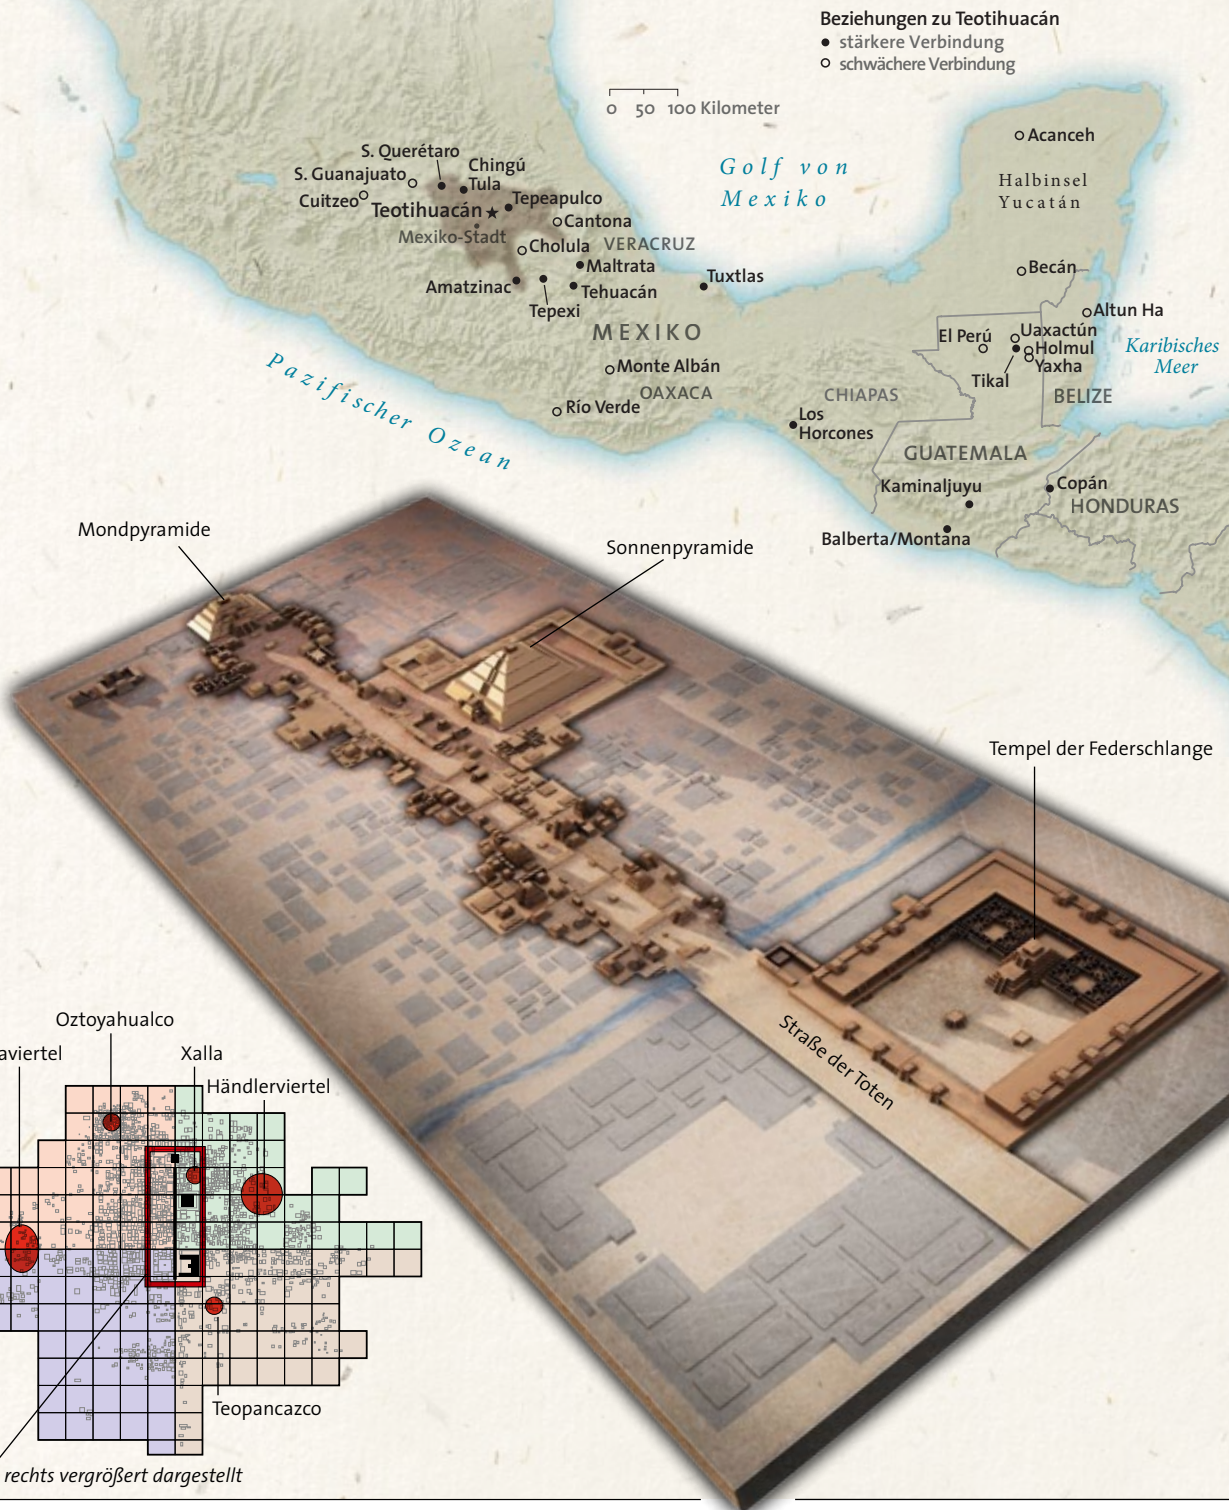 Beziehungen zu Teotihuacán
stärkere Verbindung
schwächere Verbindung
0 50 100 Kilometer
Golf von
Mexiko
Acanceh
Halbinsel
Yucatán
S. Querétaro
Chingú
S. Guanajuato
Tula
Cuitzeo
Tepeapulco
Teotihuacán
Cantona
Mexiko-Stadt
Cholula
VERACRUZ
Maltrata
Becán
Tuxtlas
Amatzinac
Tehuacán
Tepexi
Altun Ha
MEXIKO
Uaxactún
El Perú
Holmul
Yaxha
Karibisches
Meer
Monte Albán
Tikal
OAXACA
CHIAPAS
BELIZE
Río Verde
Los
Horcones
Pazifischer Ozean
GUATEMALA
Kaminaljuyu
Copán
HONDURAS
Balberta/Montana
Mondpyramide
Sonnenpyramide
Tempel der Federschlange
Straße der Toten
Oztoyahualco
aviertel
Xalla
Händlerviertel
Teopancazco
rechts vergrößert dargestellt